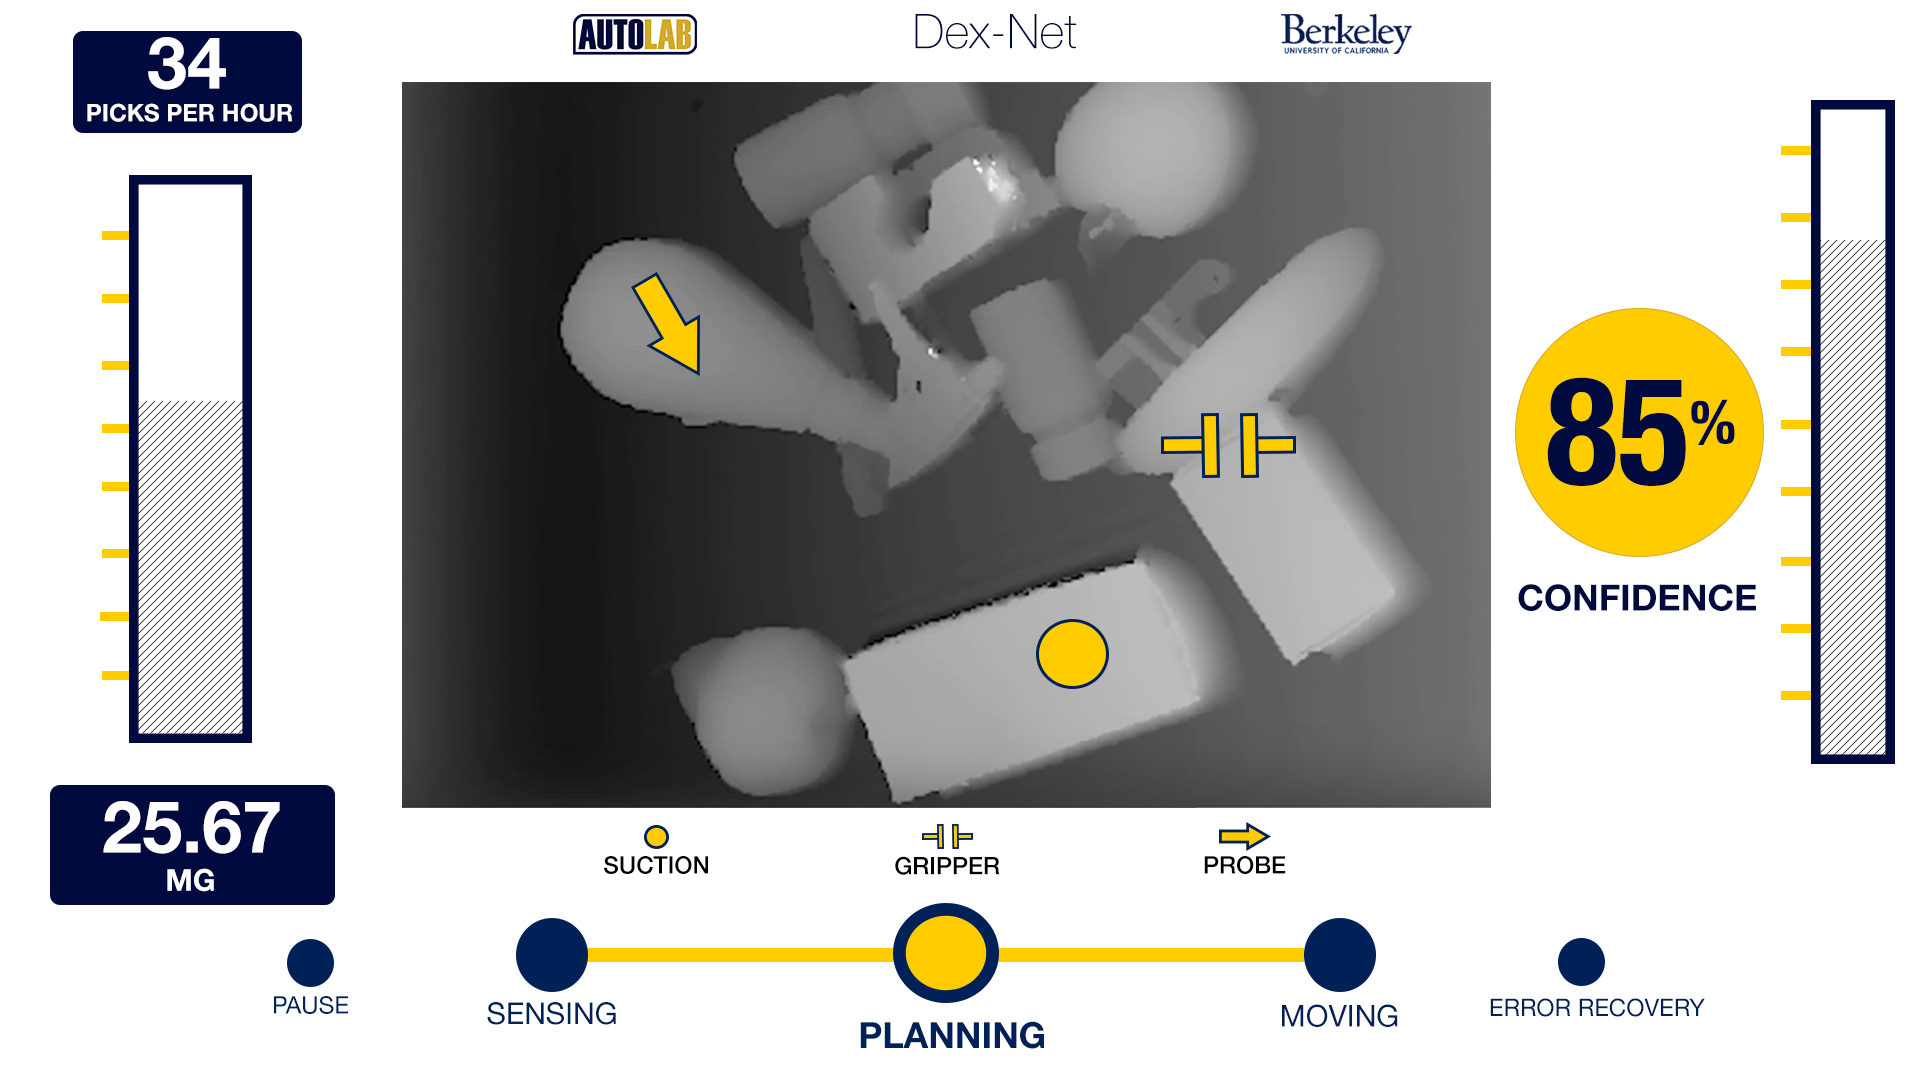 AUTOLAB
Dex-Net
Berkeley
UNIVERSITY OF CALIFORNIA
34
PICKS PER HOUR
85%
CONFIDENCE
25.67
MG
SUCTION
GRIPPER
PROBE
PAUSE
SENSING
PLANNING
MOVING
ERROR RECOVERY